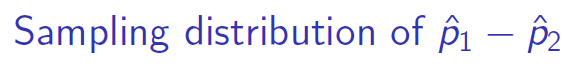 Sampling distribution of p̂₁ − p̂₂